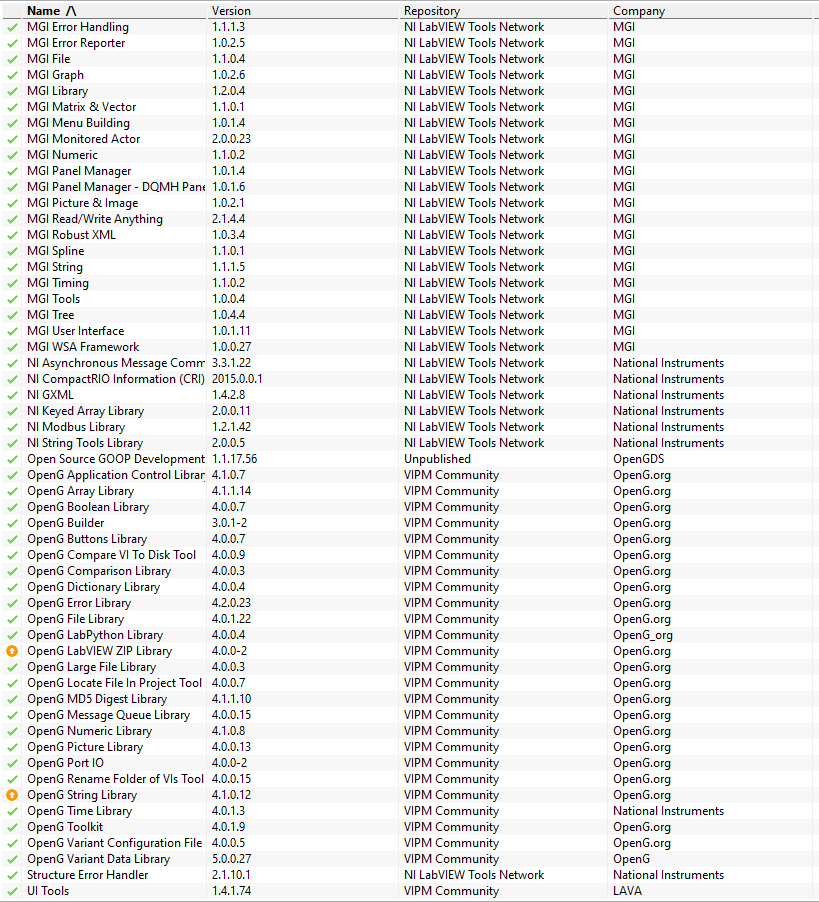 Name /\ Version Repository Company
MGI Error Handling 1.1.1.3 NI LabVIEW Tools Network MGI
MGI Error Reporter 1.0.2.5 NI LabVIEW Tools Network MGI
MGI File 1.1.0.4 NI LabVIEW Tools Network MGI
MGI Graph 1.0.2.6 NI LabVIEW Tools Network MGI
MGI Library 1.2.0.4 NI LabVIEW Tools Network MGI
MGI Matrix & Vector 1.1.0.1 NI LabVIEW Tools Network MGI
MGI Menu Building 1.0.1.4 NI LabVIEW Tools Network MGI
MGI Monitored Actor 2.0.0.23 NI LabVIEW Tools Network MGI
MGI Numeric 1.1.0.2 NI LabVIEW Tools Network MGI
MGI Panel Manager 1.0.1.4 NI LabVIEW Tools Network MGI
MGI Panel Manager - DQMH Pane 1.0.1.6 NI LabVIEW Tools Network MGI
MGI Picture & Image 1.0.2.1 NI LabVIEW Tools Network MGI
MGI Read/Write Anything 2.1.4.4 NI LabVIEW Tools Network MGI
MGI Robust XML 1.0.3.4 NI LabVIEW Tools Network MGI
MGI Spline 1.1.0.1 NI LabVIEW Tools Network MGI
MGI String 1.1.1.5 NI LabVIEW Tools Network MGI
MGI Timing 1.1.0.2 NI LabVIEW Tools Network MGI
MGI Tools 1.0.0.4 NI LabVIEW Tools Network MGI
MGI Tree 1.0.4.4 NI LabVIEW Tools Network MGI
MGI User Interface 1.0.1.11 NI LabVIEW Tools Network MGI
MGI WSA Framework 1.0.0.27 NI LabVIEW Tools Network MGI
NI Asynchronous Message Comm 3.3.1.22 NI LabVIEW Tools Network National Instruments
NI CompactRIO Information (CRI) 2015.0.0.1 NI LabVIEW Tools Network National Instruments
NI GXML 1.4.2.8 NI LabVIEW Tools Network National Instruments
NI Keyed Array Library 2.0.0.11 NI LabVIEW Tools Network National Instruments
NI Modbus Library 1.2.1.42 NI LabVIEW Tools Network National Instruments
NI String Tools Library 2.0.0.5 NI LabVIEW Tools Network National Instruments
Open Source GOOP Development 1.1.17.56 Unpublished OpenGDS
OpenG Application Control Librar 4.1.0.7 VIPM Community OpenG.org
OpenG Array Library 4.1.1.14 VIPM Community OpenG.org
OpenG Boolean Library 4.0.0.7 VIPM Community OpenG.org
OpenG Builder 3.0.1-2 VIPM Community OpenG.org
OpenG Buttons Library 4.0.0.7 VIPM Community OpenG.org
OpenG Compare VI To Disk Tool 4.0.0.9 VIPM Community OpenG.org
OpenG Comparison Library 4.0.0.3 VIPM Community OpenG.org
OpenG Dictionary Library 4.0.0.4 VIPM Community OpenG.org
OpenG Error Library 4.2.0.23 VIPM Community OpenG.org
OpenG File Library 4.0.1.22 VIPM Community OpenG.org
OpenG LabPython Library 4.0.0.4 VIPM Community OpenG_org
OpenG LabVIEW ZIP Library 4.0.0-2 VIPM Community OpenG.org
OpenG Large File Library 4.0.0.3 VIPM Community OpenG.org
OpenG Locate File In Project Tool 4.0.0.7 VIPM Community OpenG.org
OpenG MD5 Digest Library 4.1.1.10 VIPM Community OpenG.org
OpenG Message Queue Library 4.0.0.15 VIPM Community OpenG.org
OpenG Numeric Library 4.1.0.8 VIPM Community OpenG.org
OpenG Picture Library 4.0.0.13 VIPM Community OpenG.org
OpenG Port IO 4.0.0-2 VIPM Community OpenG.org
OpenG Rename Folder of VIs Tool 4.0.0.15 VIPM Community OpenG.org
OpenG String Library 4.1.0.12 VIPM Community OpenG.org
OpenG Time Library 4.0.1.3 VIPM Community National Instruments
OpenG Toolkit 4.0.1.9 VIPM Community OpenG.org
OpenG Variant Configuration File 4.0.0.5 VIPM Community OpenG.org
OpenG Variant Data Library 5.0.0.27 VIPM Community OpenG
Structure Error Handler 2.1.10.1 NI LabVIEW Tools Network National Instruments
UI Tools 1.4.1.74 VIPM Community LAVA